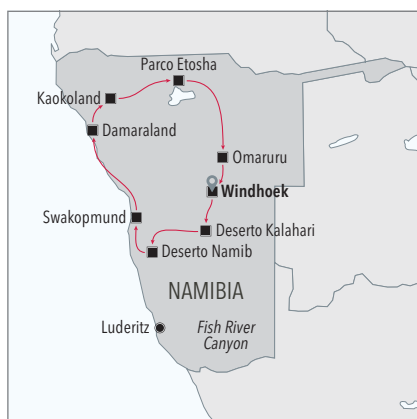 Parco Etosha
Kaokoland
Damaraland
Omaruru
Windhoek
Swakopmund
Deserto Kalahari
Deserto Namib
NAMIBIA
Luderitz
Fish River
Canyon